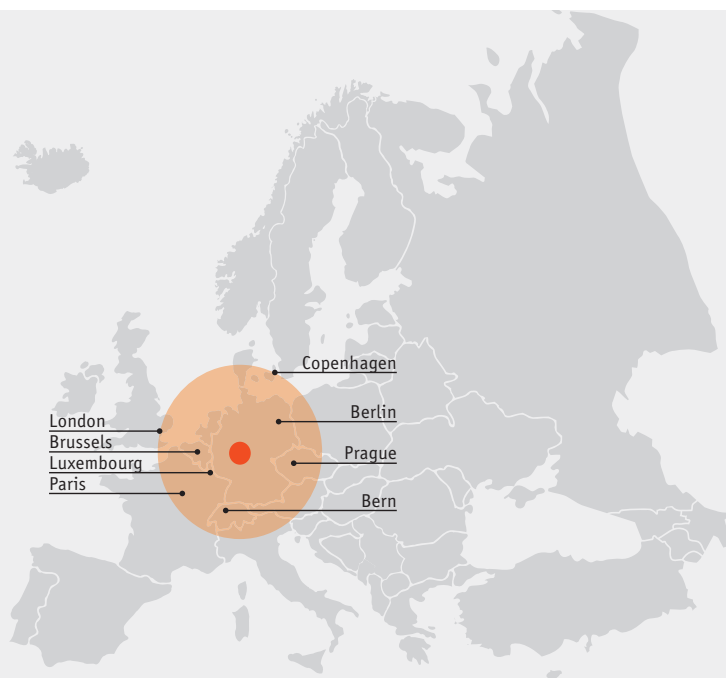 Copenhagen
Berlin
London
Brussels
Prague
Luxembourg
Paris
Bern